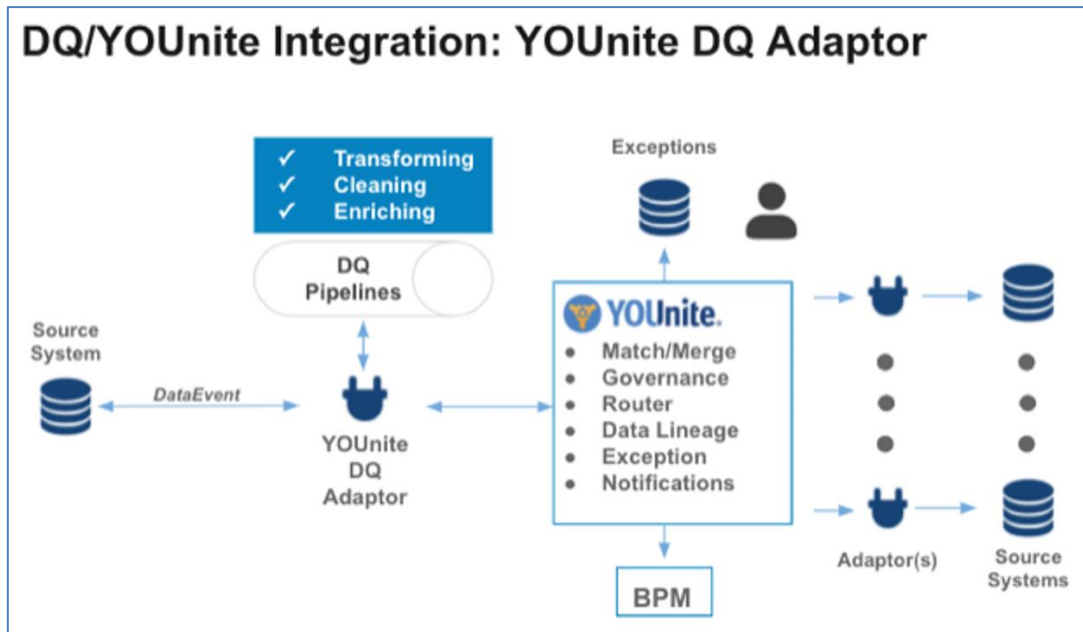 DQ/YOUnite Integration: YOUnite DQ Adaptor
✓ Transforming
✓ Cleaning
✓ Enriching
DQ
Pipelines
Source
System
DataEvent
YOUnite
DQ
Adaptor
Exceptions
YOUnite.
• Match/Merge
• Governance
• Router
• Data Lineage
• Exception
• Notifications
BPM
Adaptor(s)
Source
Systems